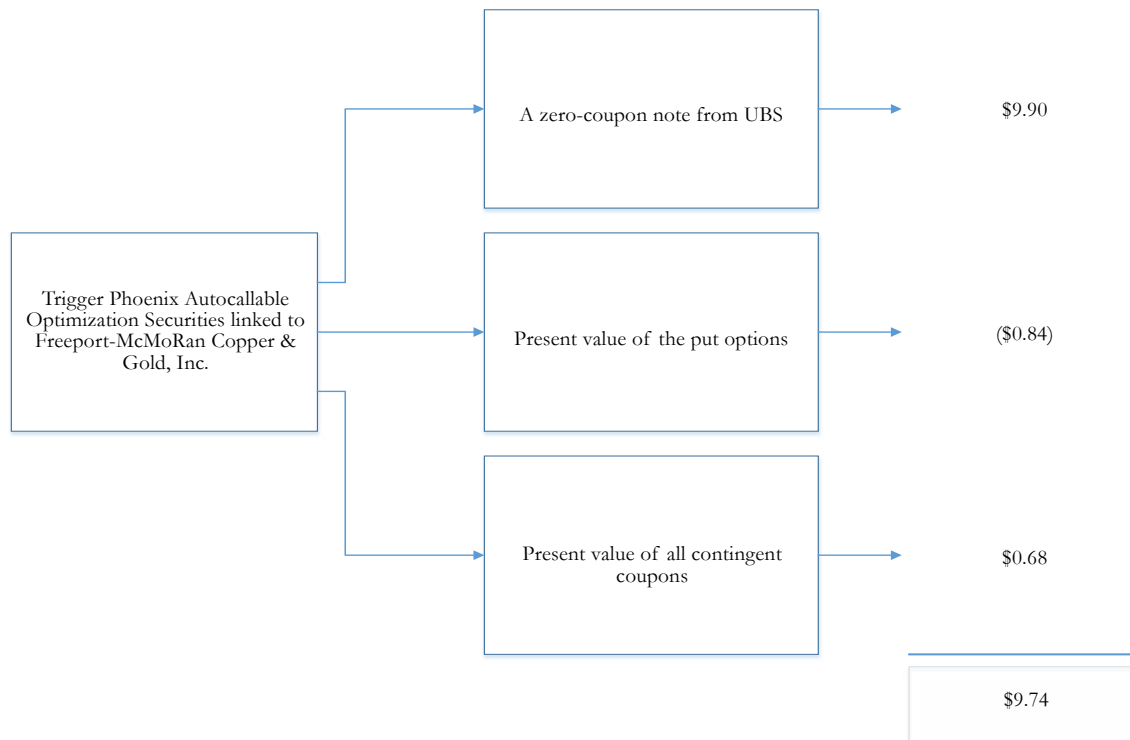 A zero-coupon note from UBS
$9.90
Trigger Phoenix Autocallable
Optimization Securities linked to
Freeport-McMoRan Copper &
Gold, Inc.
Present value of the put options
($0.84)
Present value of all contingent
coupons
$0.68
$9.74